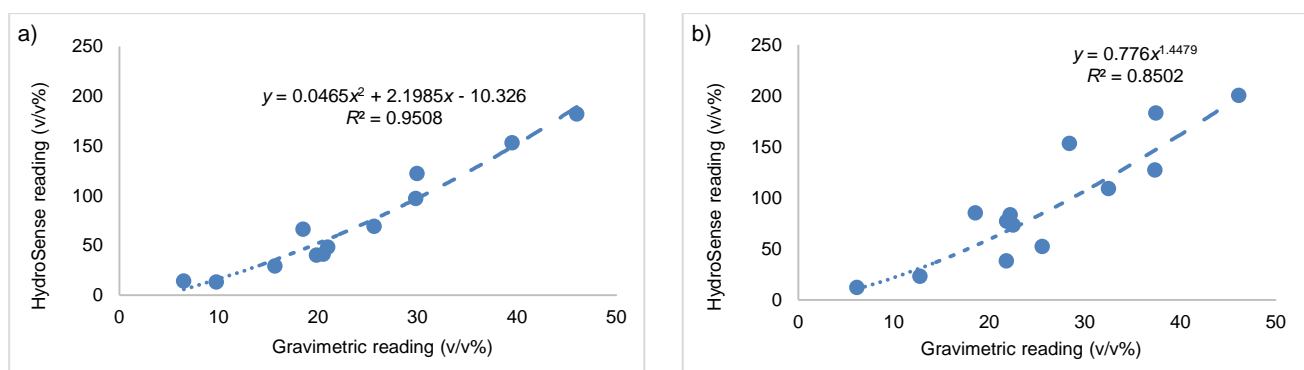 a)
HydroSense reading (v/v%)
250
200
150
100
50
0
y = 0.0465x² + 2.1985x - 10.326
R² = 0.9508
0 10 20 30 40 50
Gravimetric reading (v/v%)
b)
HydroSense reading (v/v%)
250
200
150
100
50
0
y = 0.776x^1.4479
R² = 0.8502
0 10 20 30 40 50
Gravimetric reading (v/v%)